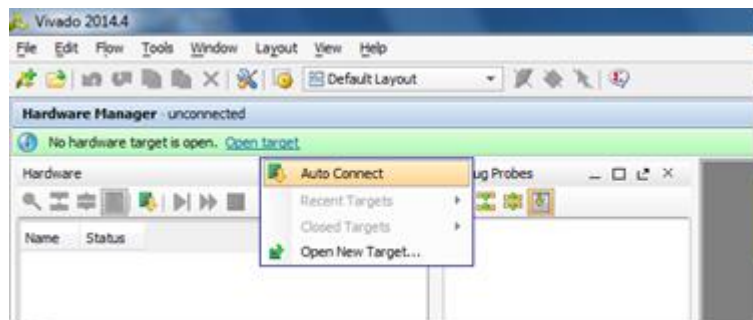 Vivado 2014.4
File Edit Flow Tools Window Layout View Help
Default Layout
Hardware Manager - unconnected
No hardware target is open. Open target
Hardware
ug Probes
Auto Connect
Recent Targets
Closed Targets
Open New Target...
Name Status